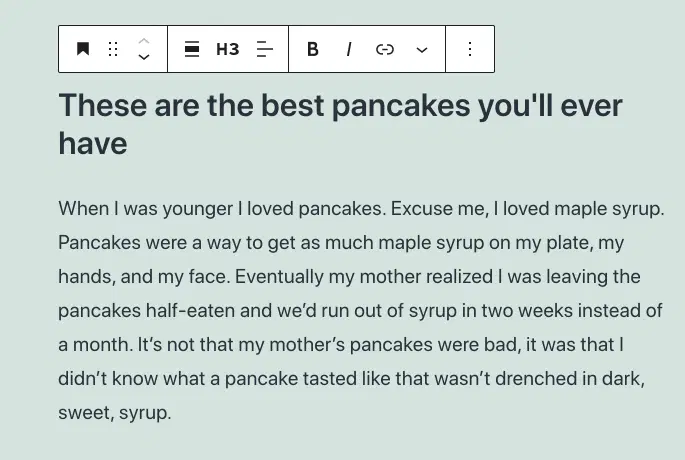 H3 B I
These are the best pancakes you'll ever
have
When I was younger I loved pancakes. Excuse me, I loved maple syrup.
Pancakes were a way to get as much maple syrup on my plate, my
hands, and my face. Eventually my mother realized I was leaving the
pancakes half-eaten and we’d run out of syrup in two weeks instead of
a month. It’s not that my mother’s pancakes were bad, it was that I
didn’t know what a pancake tasted like that wasn’t drenched in dark,
sweet, syrup.